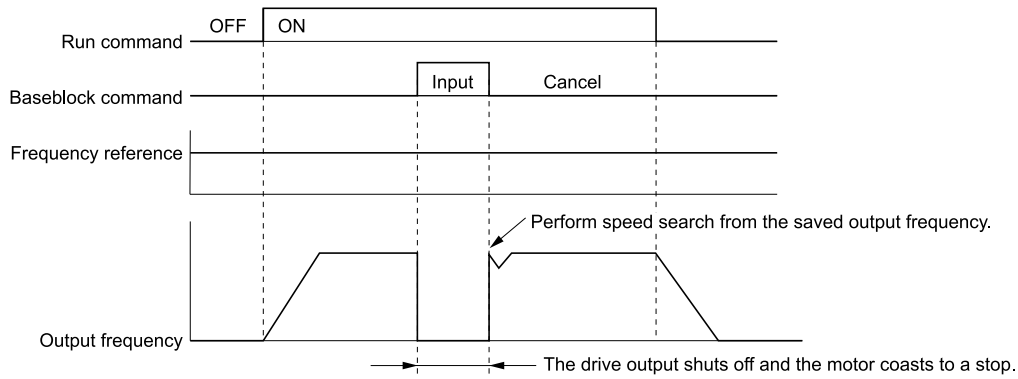 OFF ON
Run command
Input Cancel
Baseblock command
Frequency reference
Perform speed search from the saved output frequency.
Output frequency
The drive output shuts off and the motor coasts to a stop.